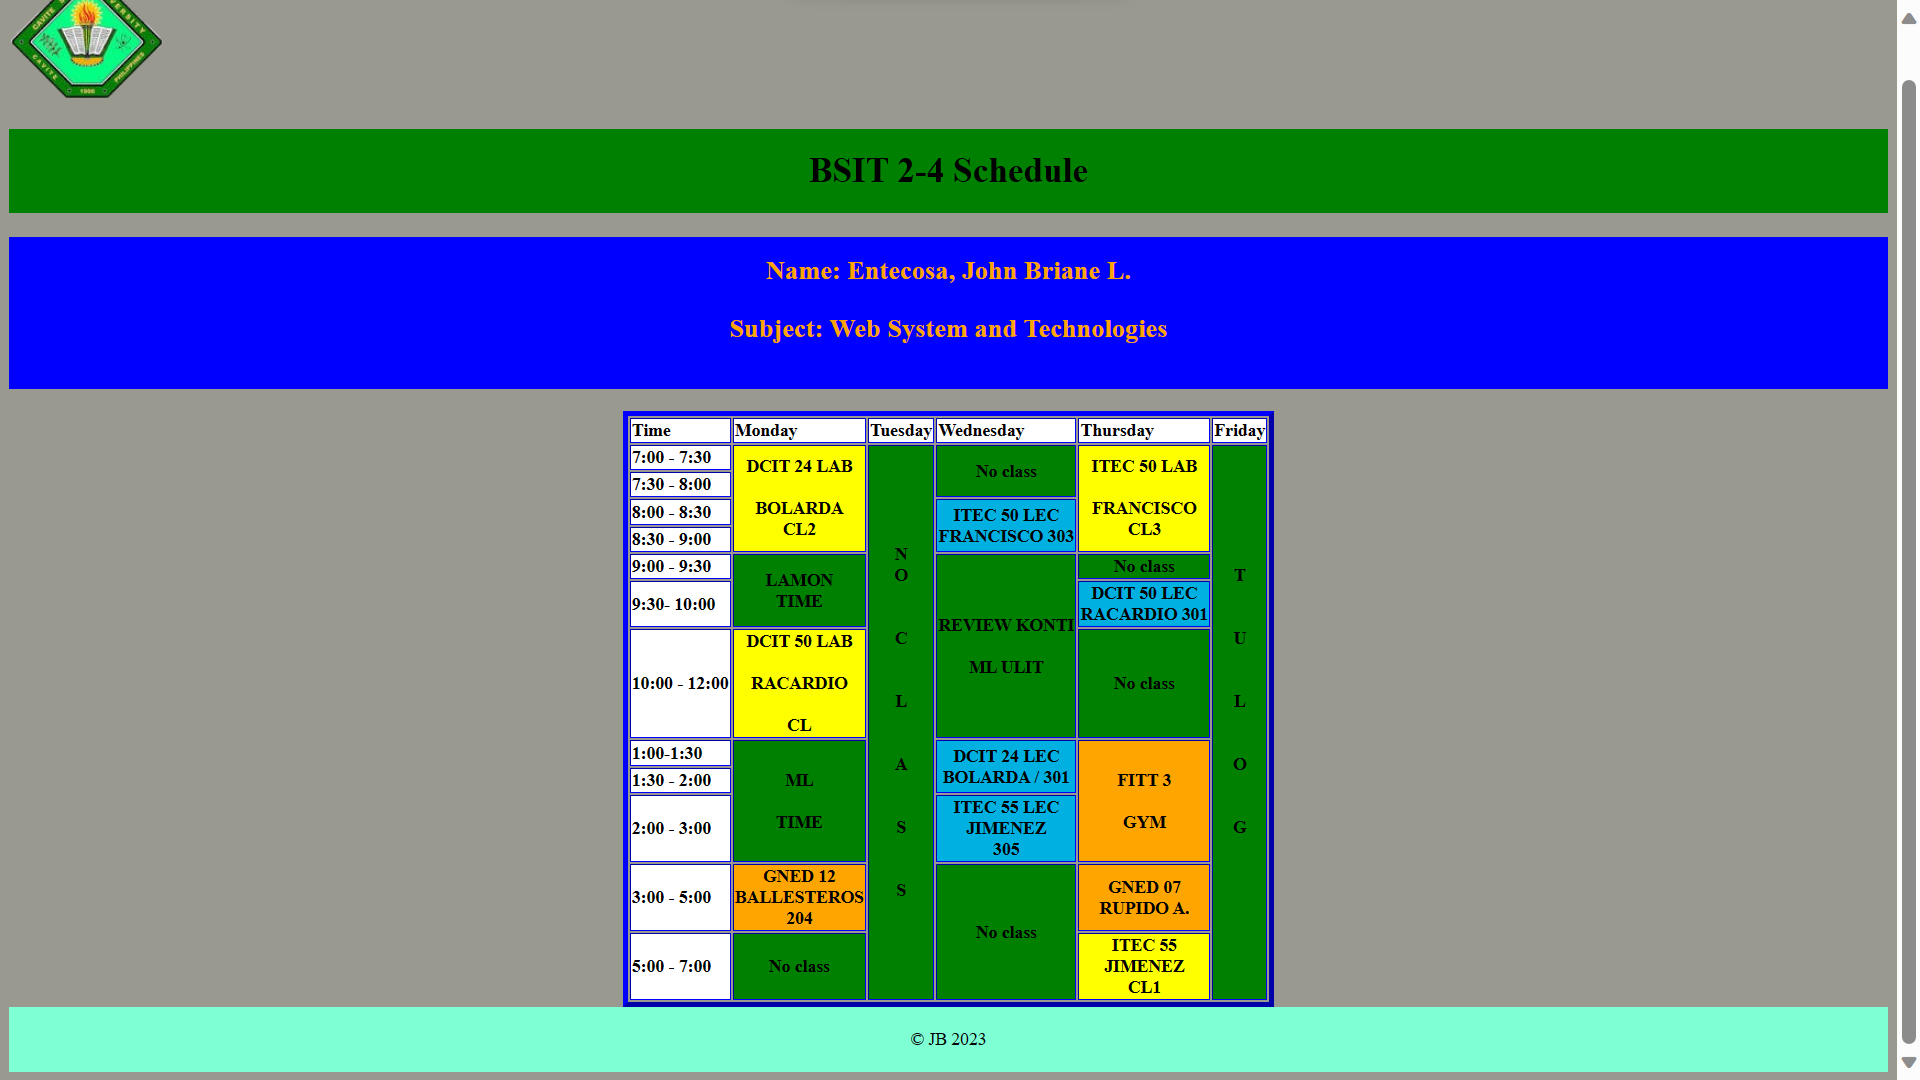 CAVITE S VERSITY
CAVITE PHILIPPINES
1906
BSIT 2-4 Schedule
Name: Entecosa, John Briane L.
Subject: Web System and Technologies
Time Monday Tuesday Wednesday Thursday Friday
7:00 - 7:30
7:30 - 8:00
8:00 - 8:30
8:30 - 9:00
9:00 - 9:30
9:30- 10:00
10:00 - 12:00
1:00-1:30
1:30 - 2:00
2:00 - 3:00
3:00 - 5:00
5:00 - 7:00
DCIT 24 LAB
BOLARDA
CL2
LAMON
TIME
DCIT 50 LAB
RACARDIO
CL
ML
TIME
GNED 12
BALLESTEROS
204
No class
N
O
C
L
A
S
S
No class
ITEC 50 LEC
FRANCISCO 303
REVIEW KONTI
ML ULIT
DCIT 24 LEC
BOLARDA / 301
ITEC 55 LEC
JIMENEZ
305
No class
ITEC 50 LAB
FRANCISCO
CL3
No class
DCIT 50 LEC
RACARDIO 301
No class
FITT 3
GYM
GNED 07
RUPIDO A.
ITEC 55
JIMENEZ
CL1
T
U
L
O
G
© JB 2023